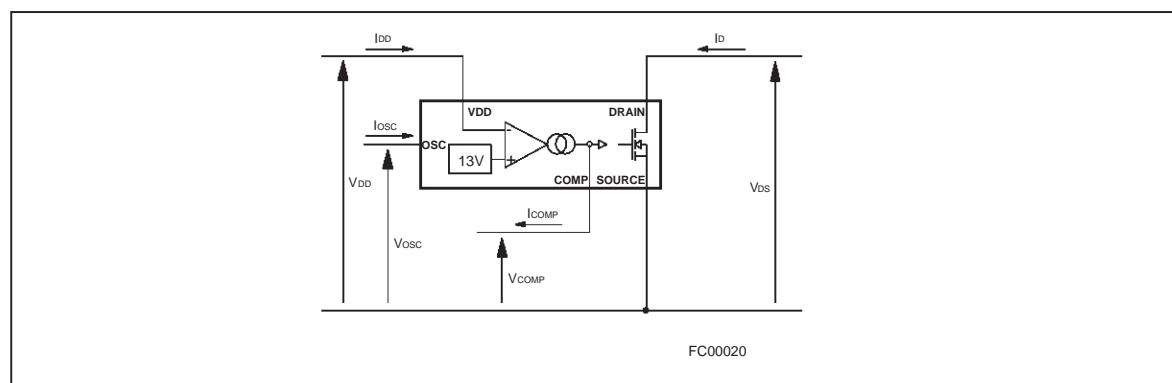 IDD
ID
VDD
DRAIN
IOSC
OSC
-
13V
+
COMP
SOURCE
VDD
VDS
ICOMP
VOSC
VCOMP
FC00020